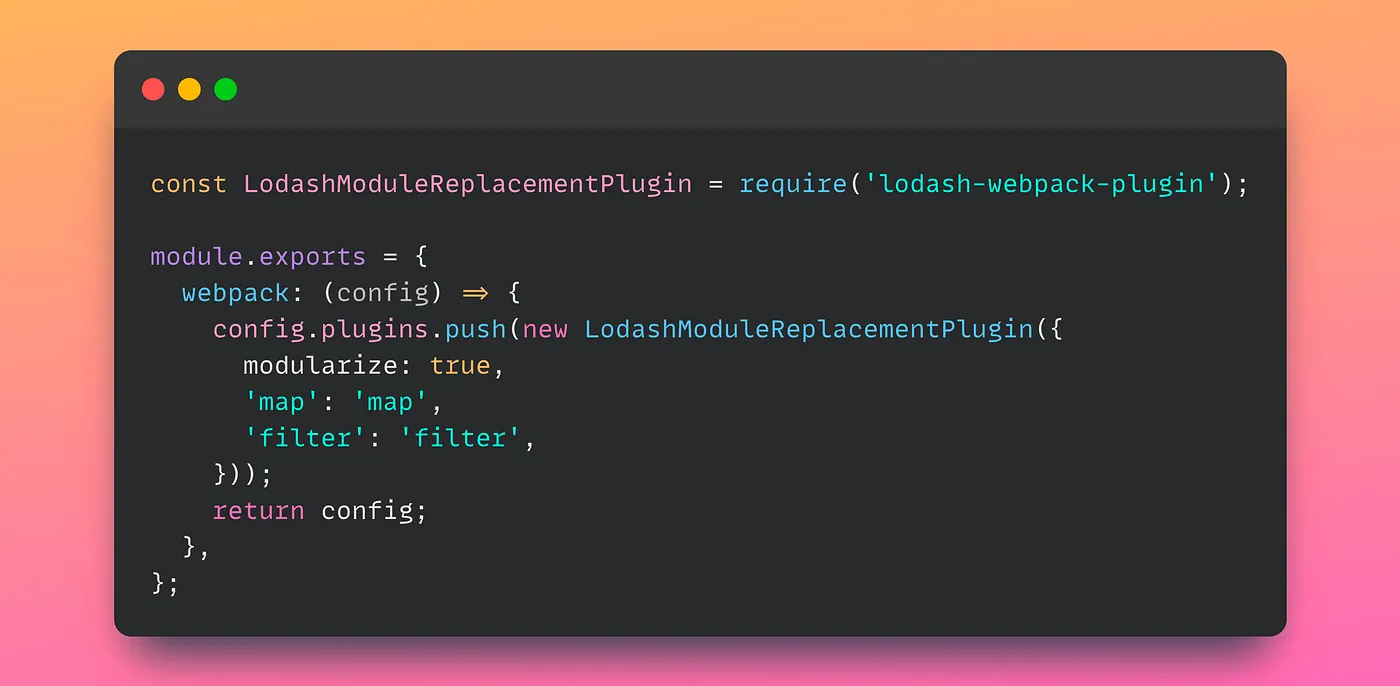 const LodashModuleReplacementPlugin = require('lodash-webpack-plugin');
module.exports = {
webpack: (config) => {
config.plugins.push(new LodashModuleReplacementPlugin({
modularize: true,
'map': 'map',
'filter': 'filter',
}));
return config;
},
};